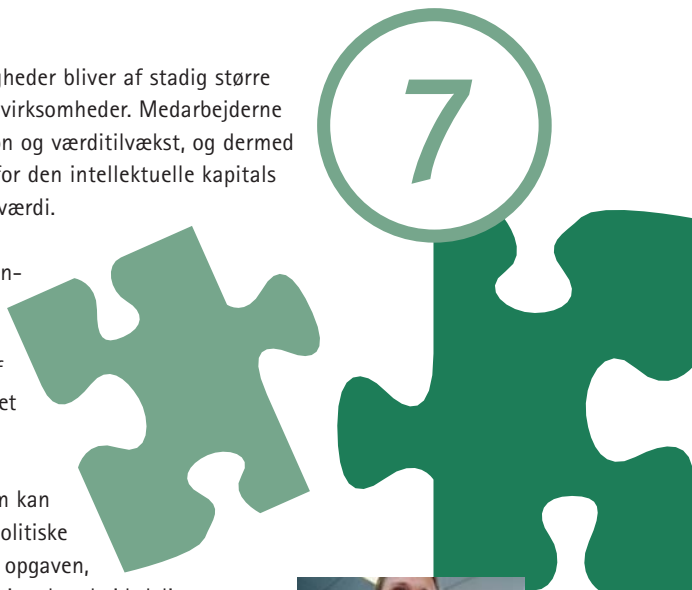 gheder bliver af stadig større
virksomheder. Medarbejderne
on og værditilvækst, og dermed
for den intellektuelle kapitals
værdi.
n-
et
kan
olitiske
opgaven,
7